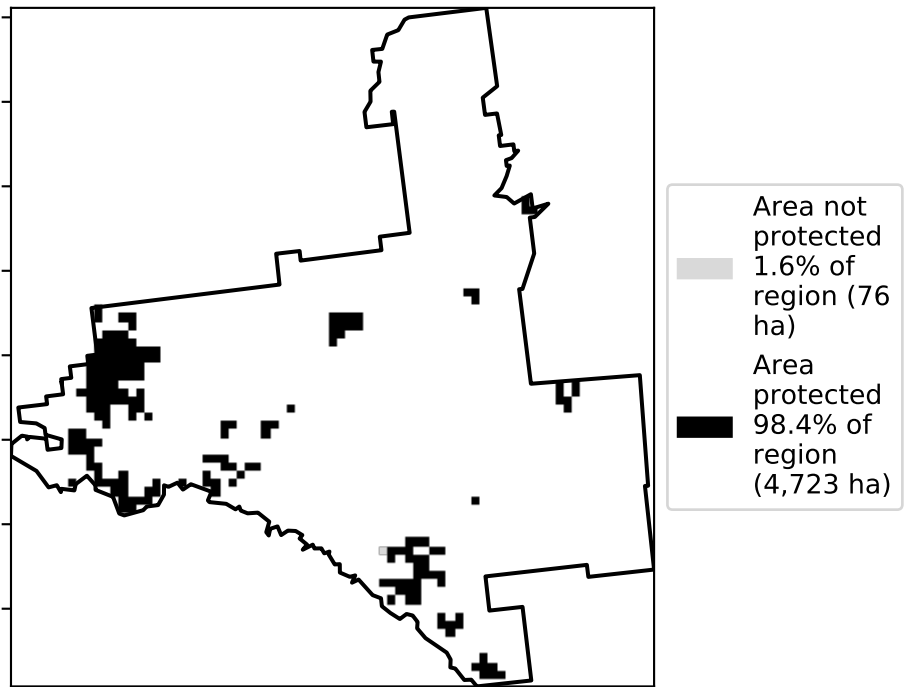 Area not
protected
1.6% of
region (76
ha)
Area
protected
98.4% of
region
(4,723 ha)